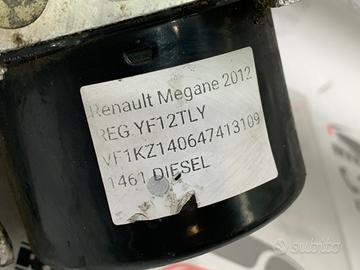 Renault Megane 2012
REG.YF12TLY
VF1KZ140647413109
1461 DIESEL
subito